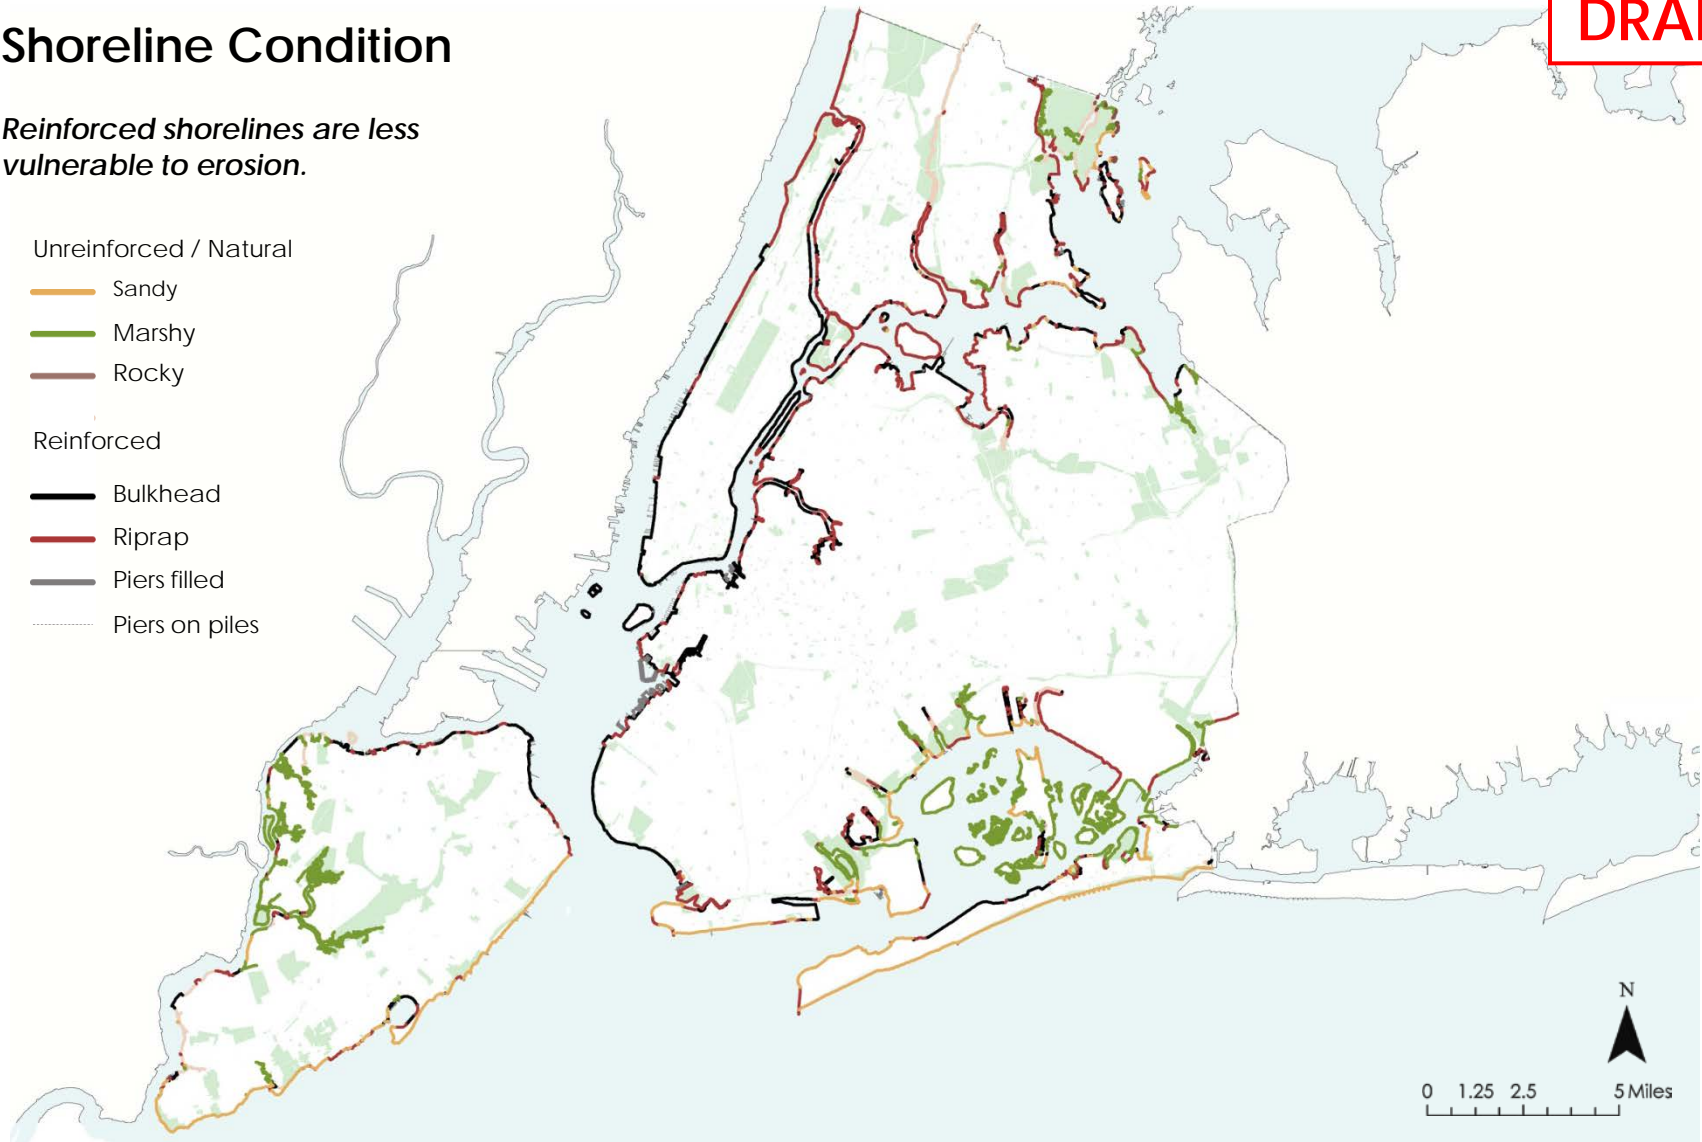 Shoreline Condition
Reinforced shorelines are less
vulnerable to erosion.
Unreinforced / Natural
Sandy
Marshy
Rocky
Reinforced
Bulkhead
Riprap
Piers filled
Piers on piles
DRA
N
0 1.25 2.5 5 Miles